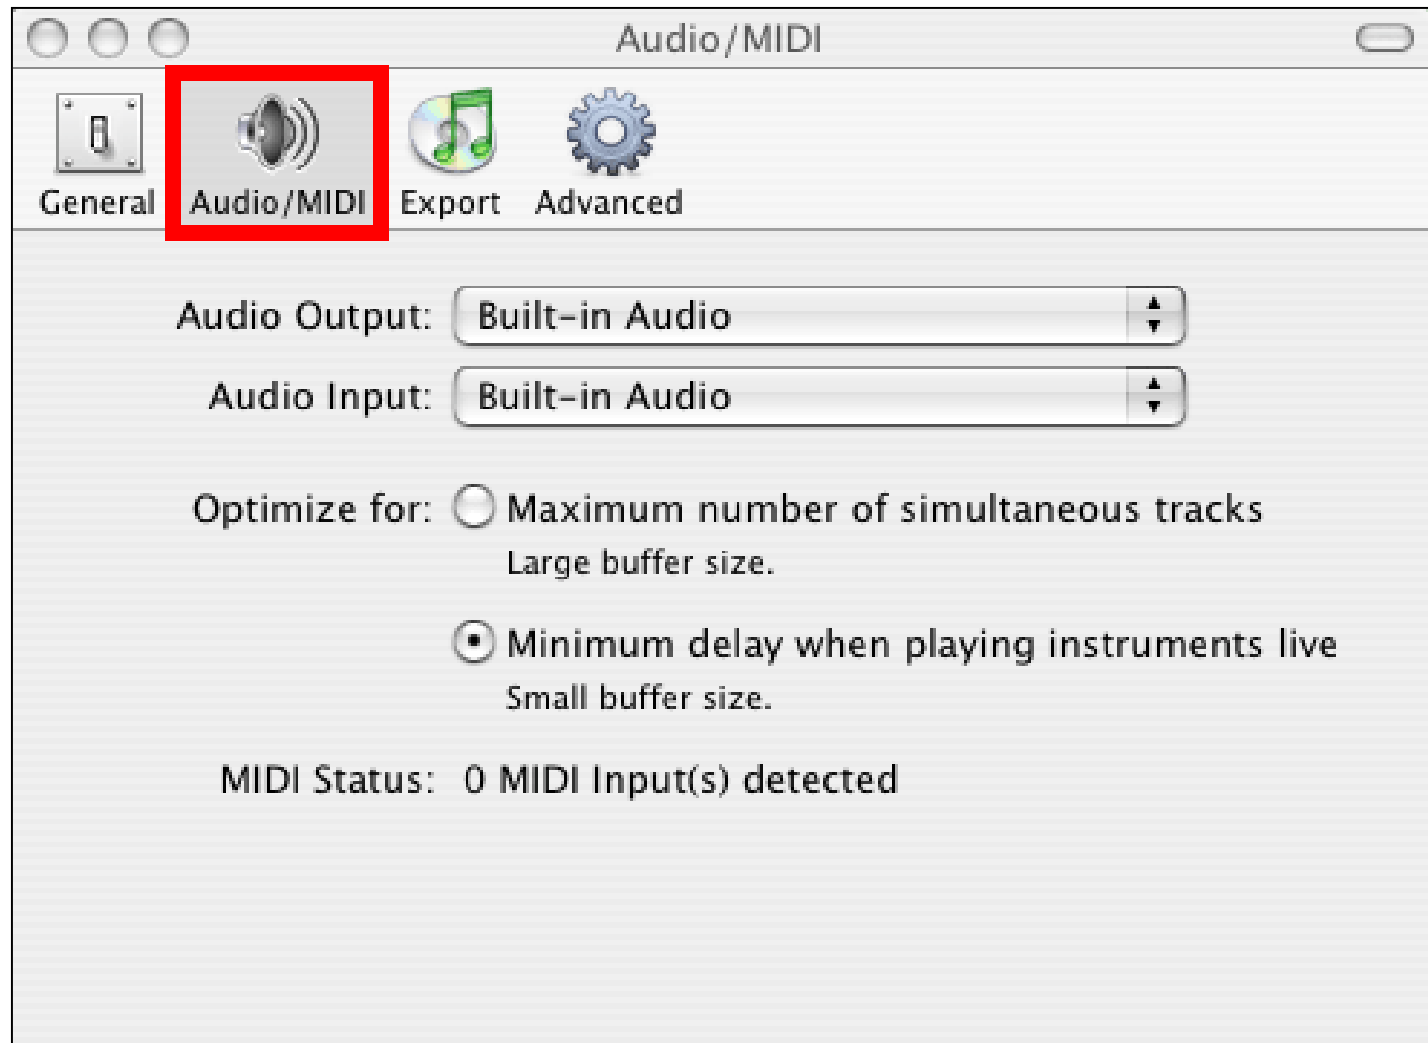 Audio/MIDI
General Audio/MIDI Export Advanced
Audio Output: Built-in Audio
Audio Input: Built-in Audio
Optimize for: Maximum number of simultaneous tracks
Large buffer size.
Minimum delay when playing instruments live
Small buffer size.
MIDI Status: 0 MIDI Input(s) detected